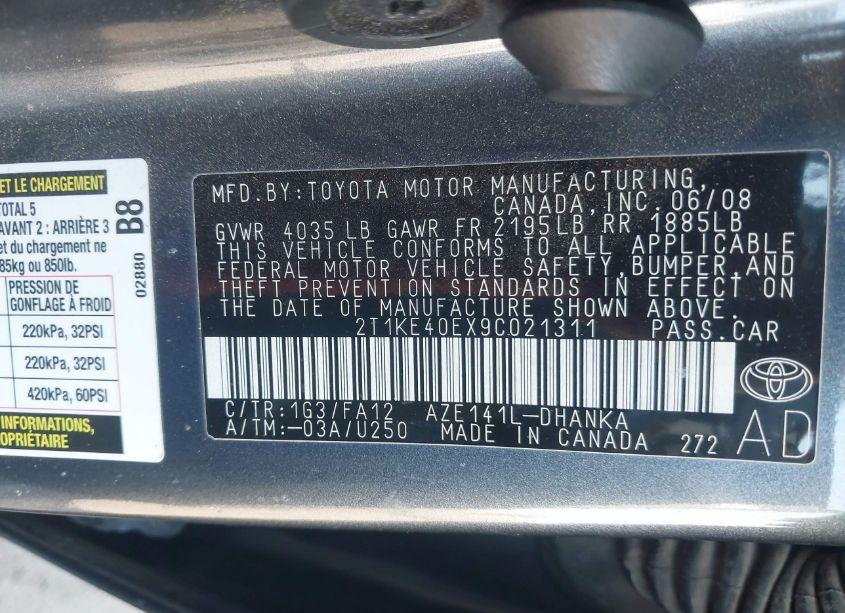 ET LE CHARGEMENT
TOTAL 5
AVANT 2 : ARRIÈRE 3
et du chargement ne
85kg ou 850lb.
PRESSION DE
GONFLAGE À FROID
220kPa, 32PSI
220kPa, 32PSI
420kPa, 60PSI
INFORMATIONS,
B8
02880
MFD.BY:TOYOTA MOTOR MANUFACTURING,
CANADA,INC.06/08
GVWR 4035 LB GAWR FR 2195LB RR 1885LB
THIS VEHICLE CONFORMS TO ALL APPLICABLE
FEDERAL MOTOR VEHICLE SAFETY,BUMPER,AND
THEFT PREVENTION STANDARDS IN EFFECT ON
THE DATE OF MANUFACTURE SHOWN ABOVE.
2T1KE40EX9C021311 PASS.CAR
C/TR:1G3/FA12 AZE141L-DHANKA
A/TM:-03A/U250 MADE IN CANADA 272
AD